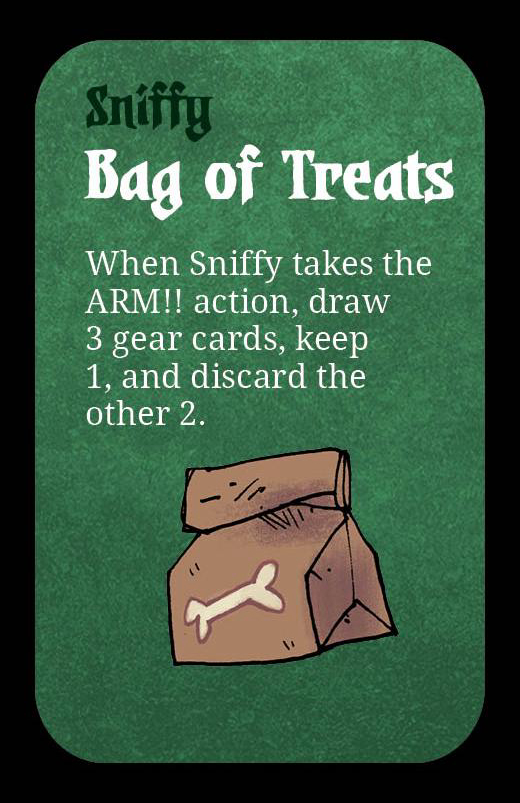 Sniffy
Bag of Treats
When Sniffy takes the
ARM!! action, draw
3 gear cards, keep
1, and discard the
other 2.